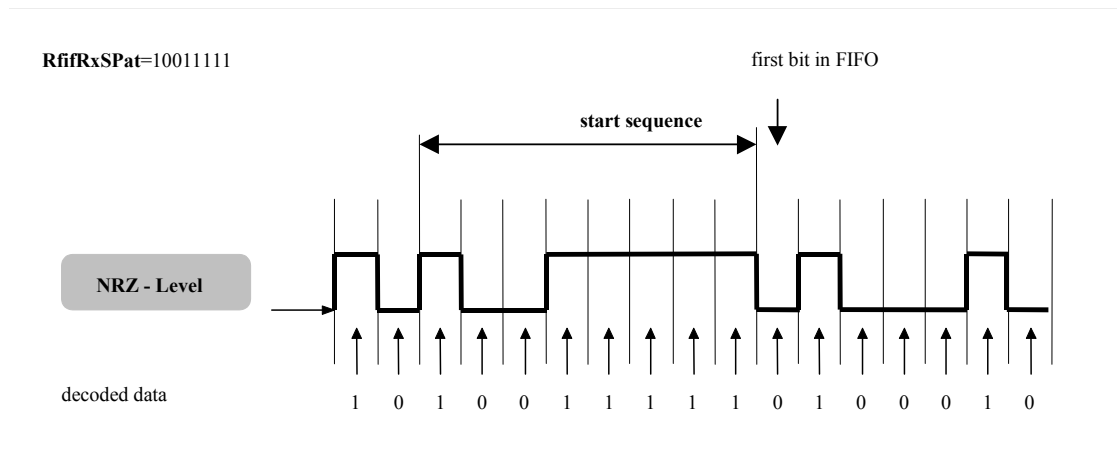 RfifRxSPat=10011111
first bit in FIFO
start sequence
NRZ - Level
decoded data
1 0 1 0 0 1 1 1 1 1 0 1 0 0 0 1 0